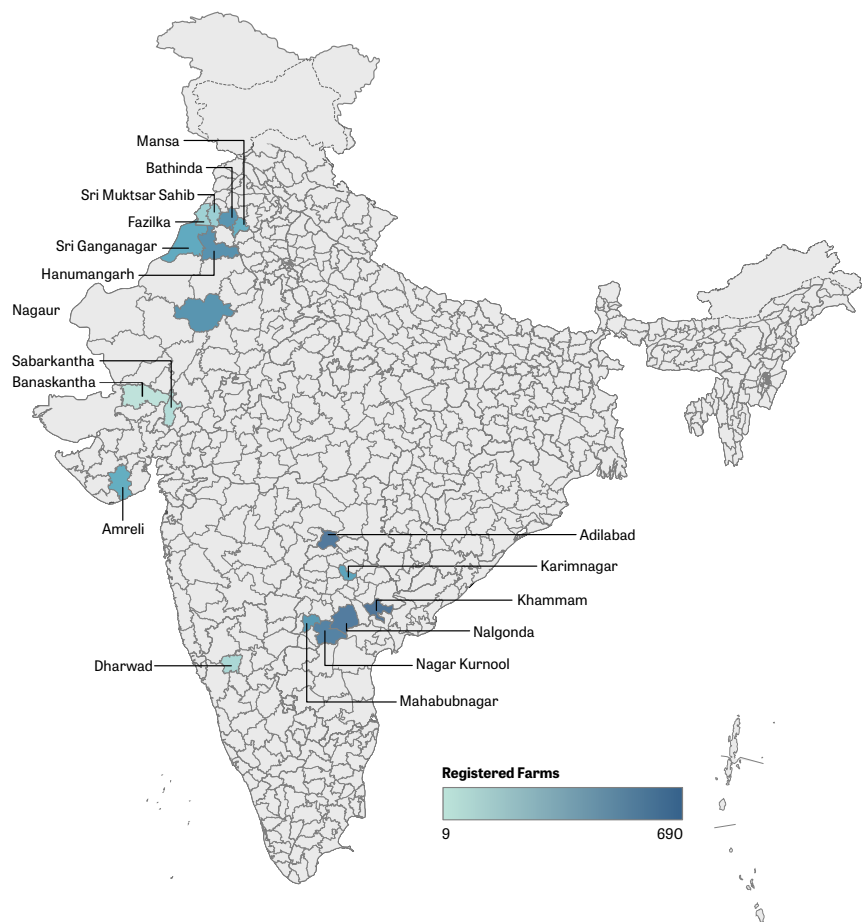 Mansa
Bathinda
Sri Muktsar Sahib
Fazilka
Sri Ganganagar
Hanumangarh
Nagaur
Sabarkantha
Banaskantha
Amreli
Adilabad
Karimnagar
Khammam
Nalgonda
Dharwad
Nagar Kurnool
Mahabubnagar
Registered Farms
9 690